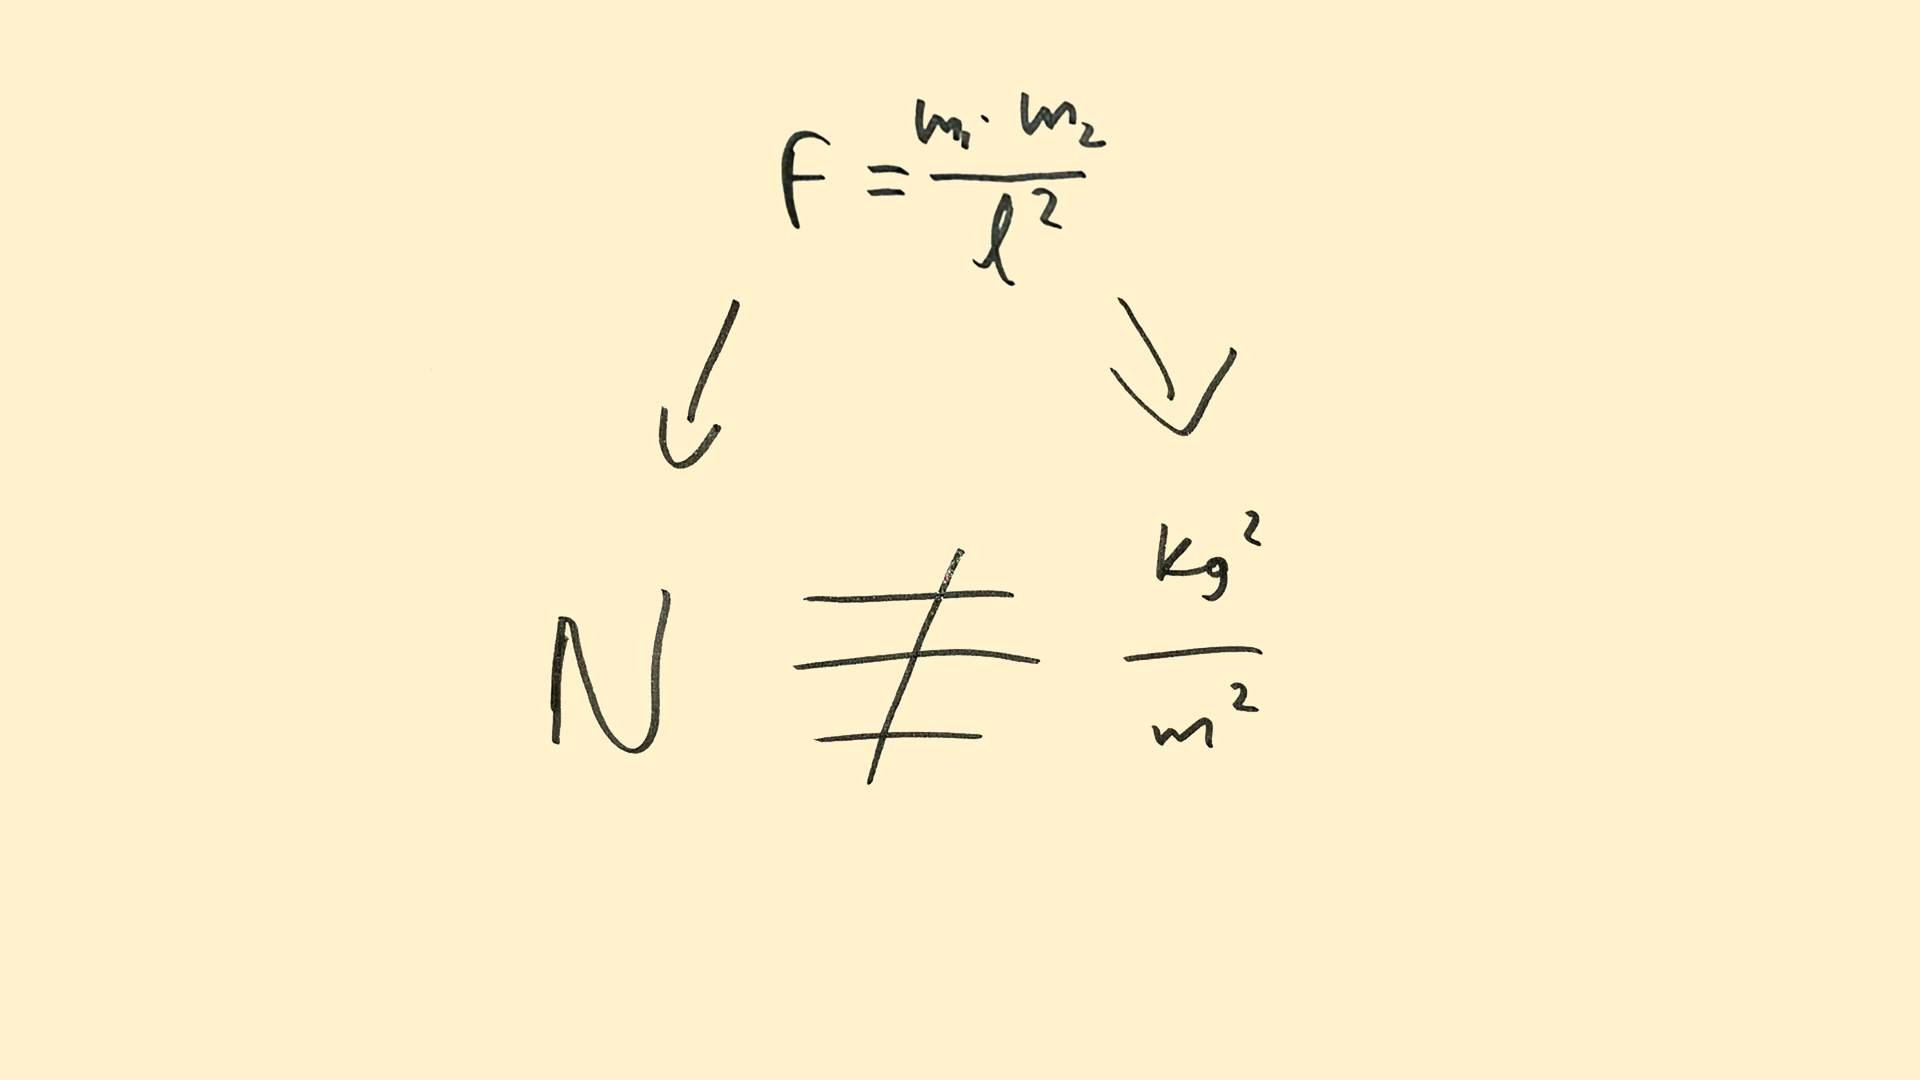 F = m₁ · m₂ / l²
N ≢ kg² / m²